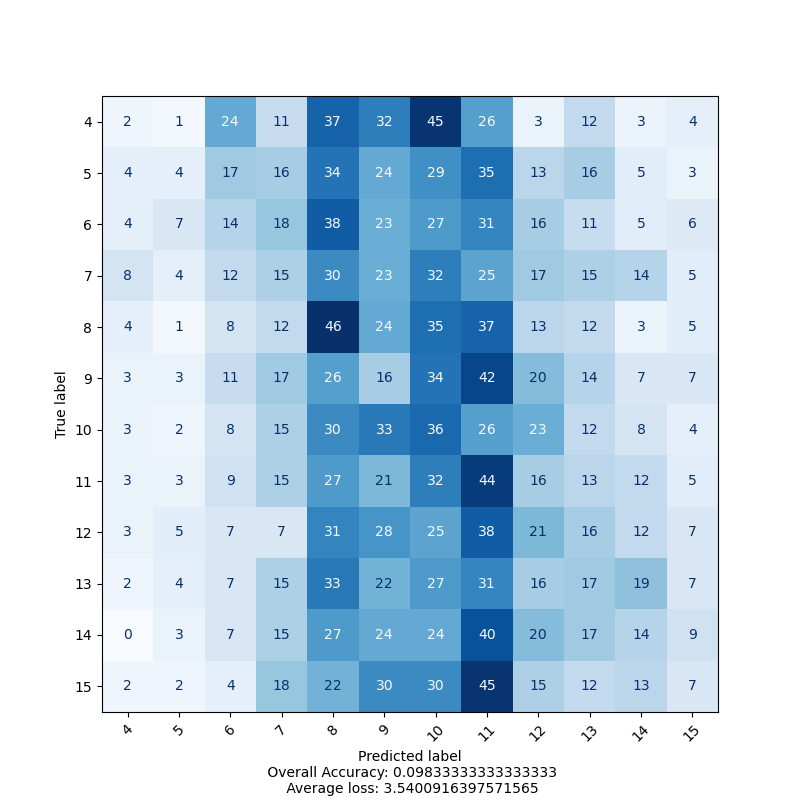 4 2 1 24 11 37 32 45 26 3 12 3 4
5 4 4 17 16 34 24 29 35 13 16 5 3
6 4 7 14 18 38 23 27 31 16 11 5 6
7 8 4 12 15 30 23 32 25 17 15 14 5
8 4 1 8 12 46 24 35 37 13 12 3 5
9 3 3 11 17 26 16 34 42 20 14 7 7
10 3 2 8 15 30 33 36 26 23 12 8 4
11 3 3 9 15 27 21 32 44 16 13 12 5
12 3 5 7 7 31 28 25 38 21 16 12 7
13 2 4 7 15 33 22 27 31 16 17 19 7
14 0 3 7 15 27 24 24 40 20 17 14 9
15 2 2 4 18 22 30 30 45 15 12 13 7
True label
4 5 6 7 8 9 10 11 12 13 14 15
Predicted label
Overall Accuracy: 0.09833333333333333
Average loss: 3.5400916397571565